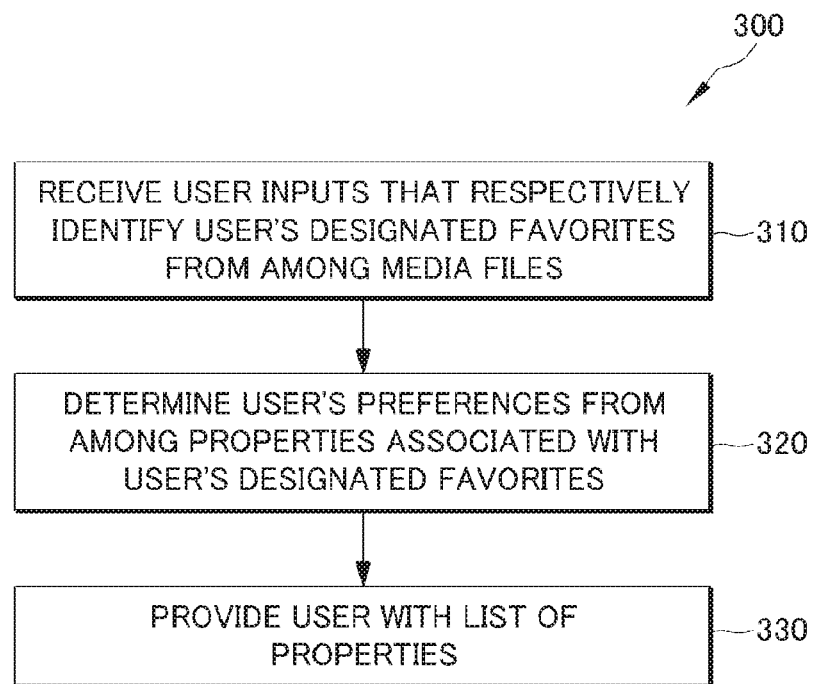 300
RECEIVE USER INPUTS THAT RESPECTIVELY
IDENTIFY USER'S DESIGNATED FAVORITES
FROM AMONG MEDIA FILES
310
DETERMINE USER'S PREFERENCES FROM
AMONG PROPERTIES ASSOCIATED WITH
USER'S DESIGNATED FAVORITES
320
PROVIDE USER WITH LIST OF
PROPERTIES
330